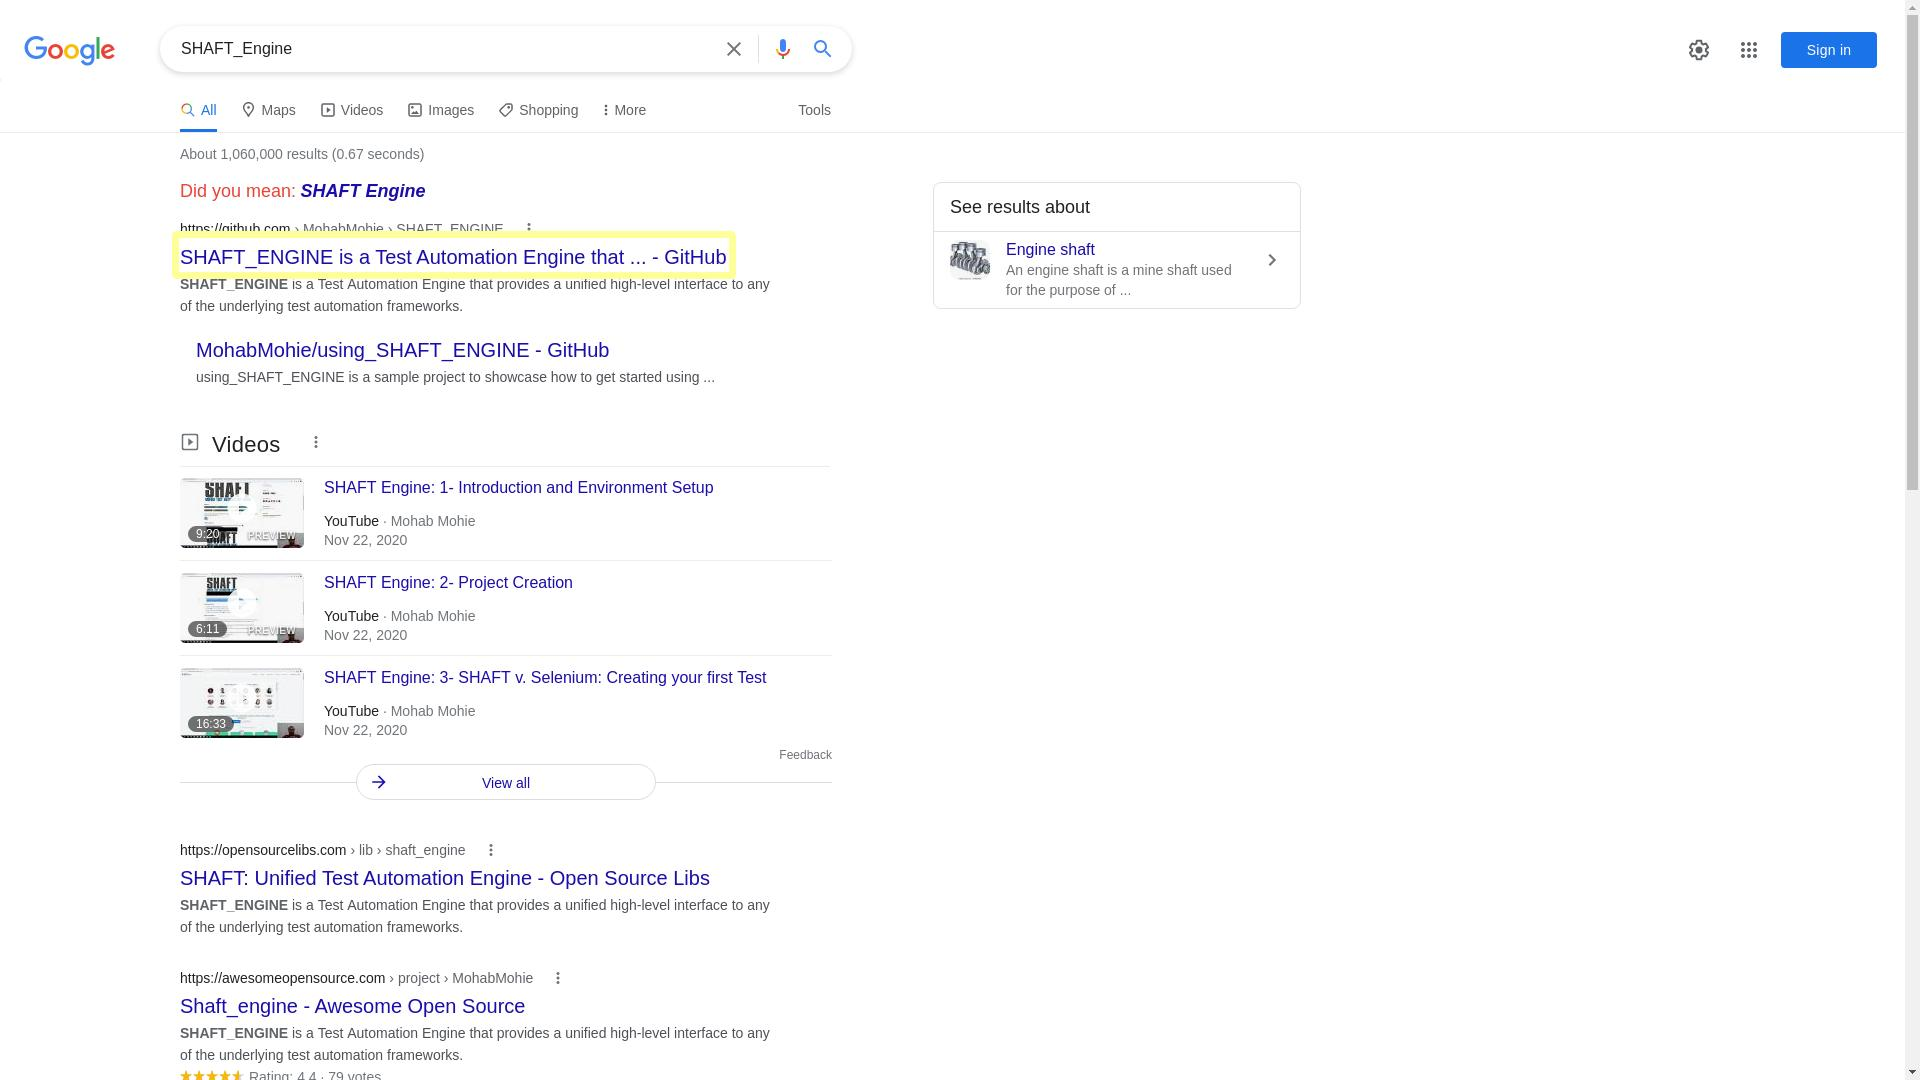 Google
SHAFT_Engine
Sign in
All
Maps
Videos
Images
Shopping
More
Tools
About 1,060,000 results (0.67 seconds)
Did you mean: SHAFT Engine
https://github.com › MohabMohie › SHAFT_ENGINE
SHAFT_ENGINE is a Test Automation Engine that ... - GitHub
SHAFT_ENGINE is a Test Automation Engine that provides a unified high-level interface to any
of the underlying test automation frameworks.
MohabMohie/using_SHAFT_ENGINE - GitHub
using_SHAFT_ENGINE is a sample project to showcase how to get started using ...
See results about
Engine shaft
An engine shaft is a mine shaft used
for the purpose of ...
Videos
SHAFT
9:20
PREVIEW
SHAFT Engine: 1- Introduction and Environment Setup
YouTube · Mohab Mohie
Nov 22, 2020
SHAFT
6:11
PREVIEW
SHAFT Engine: 2- Project Creation
YouTube · Mohab Mohie
Nov 22, 2020
16:33
SHAFT Engine: 3- SHAFT v. Selenium: Creating your first Test
YouTube · Mohab Mohie
Nov 22, 2020
Feedback
View all
https://opensourcelibs.com › lib › shaft_engine
SHAFT: Unified Test Automation Engine - Open Source Libs
SHAFT_ENGINE is a Test Automation Engine that provides a unified high-level interface to any
of the underlying test automation frameworks.
https://awesomeopensource.com › project › MohabMohie
Shaft_engine - Awesome Open Source
SHAFT_ENGINE is a Test Automation Engine that provides a unified high-level interface to any
of the underlying test automation frameworks.
Rating: 4.4 · 79 votes